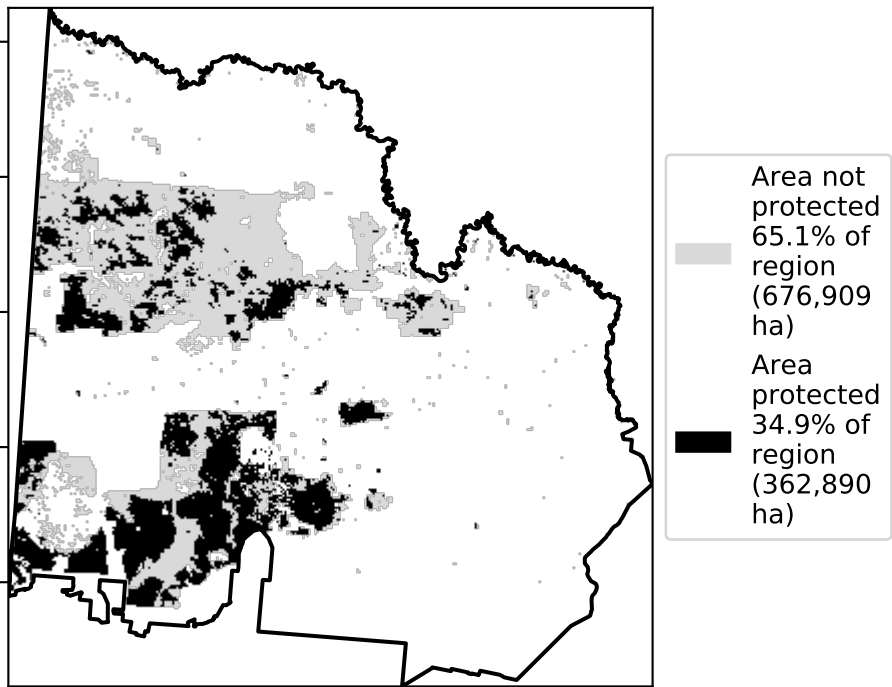 Area not
protected
65.1% of
region
(676,909
ha)
Area
protected
34.9% of
region
(362,890
ha)